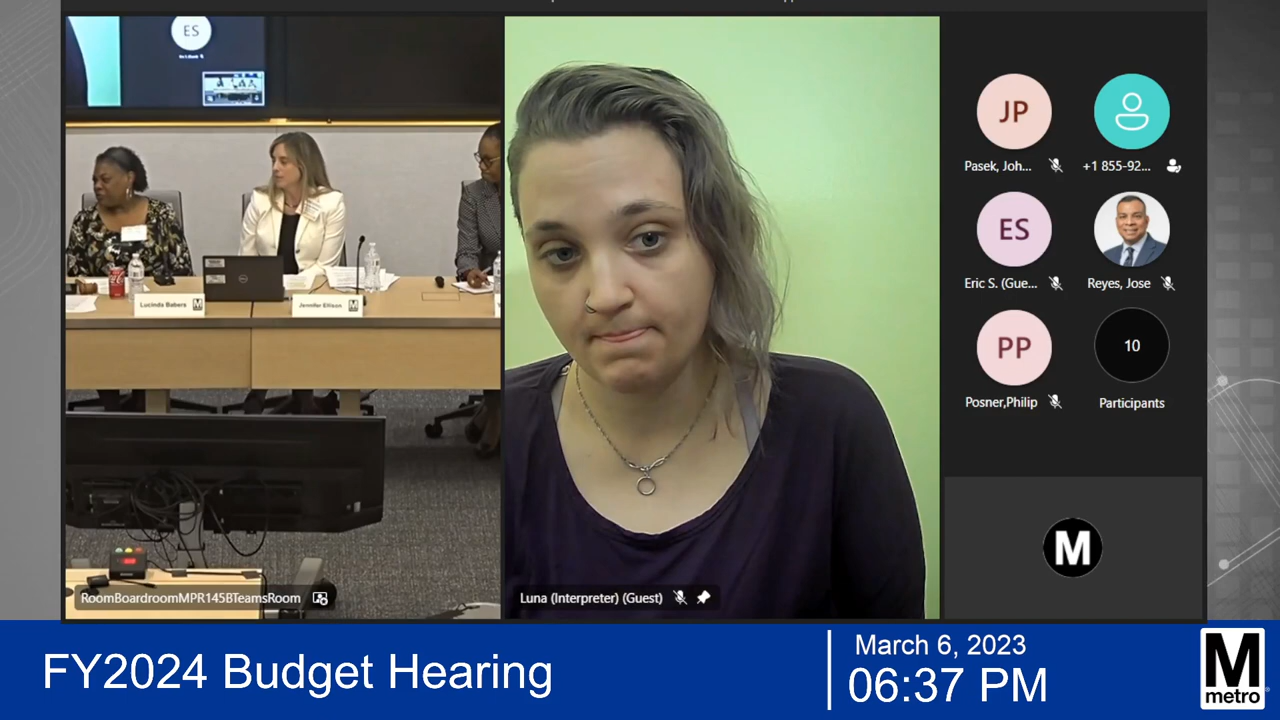 ES
Lucinda Babers
Jennifer Ellison
DELL
RoomBoardroomMPR145BTeamsRoom
Luna (Interpreter) (Guest)
JP
Pasek, Joh...
+1 855-92...
ES
Eric S. (Gue...
Reyes, Jose
PP
Posner,Philip
10
Participants
M
FY2024 Budget Hearing
March 6, 2023
06:37 PM
M
metro